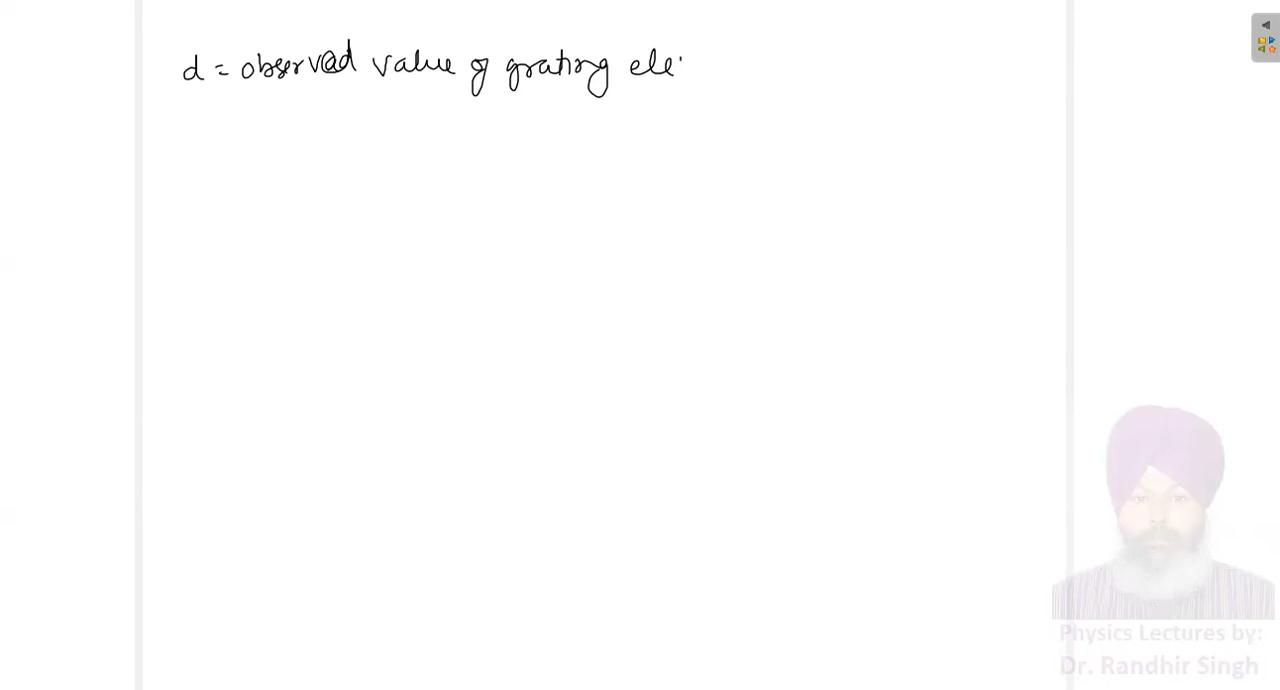 d = observed value of grating ele
Physics Lectures by:
Dr. Randhir Singh